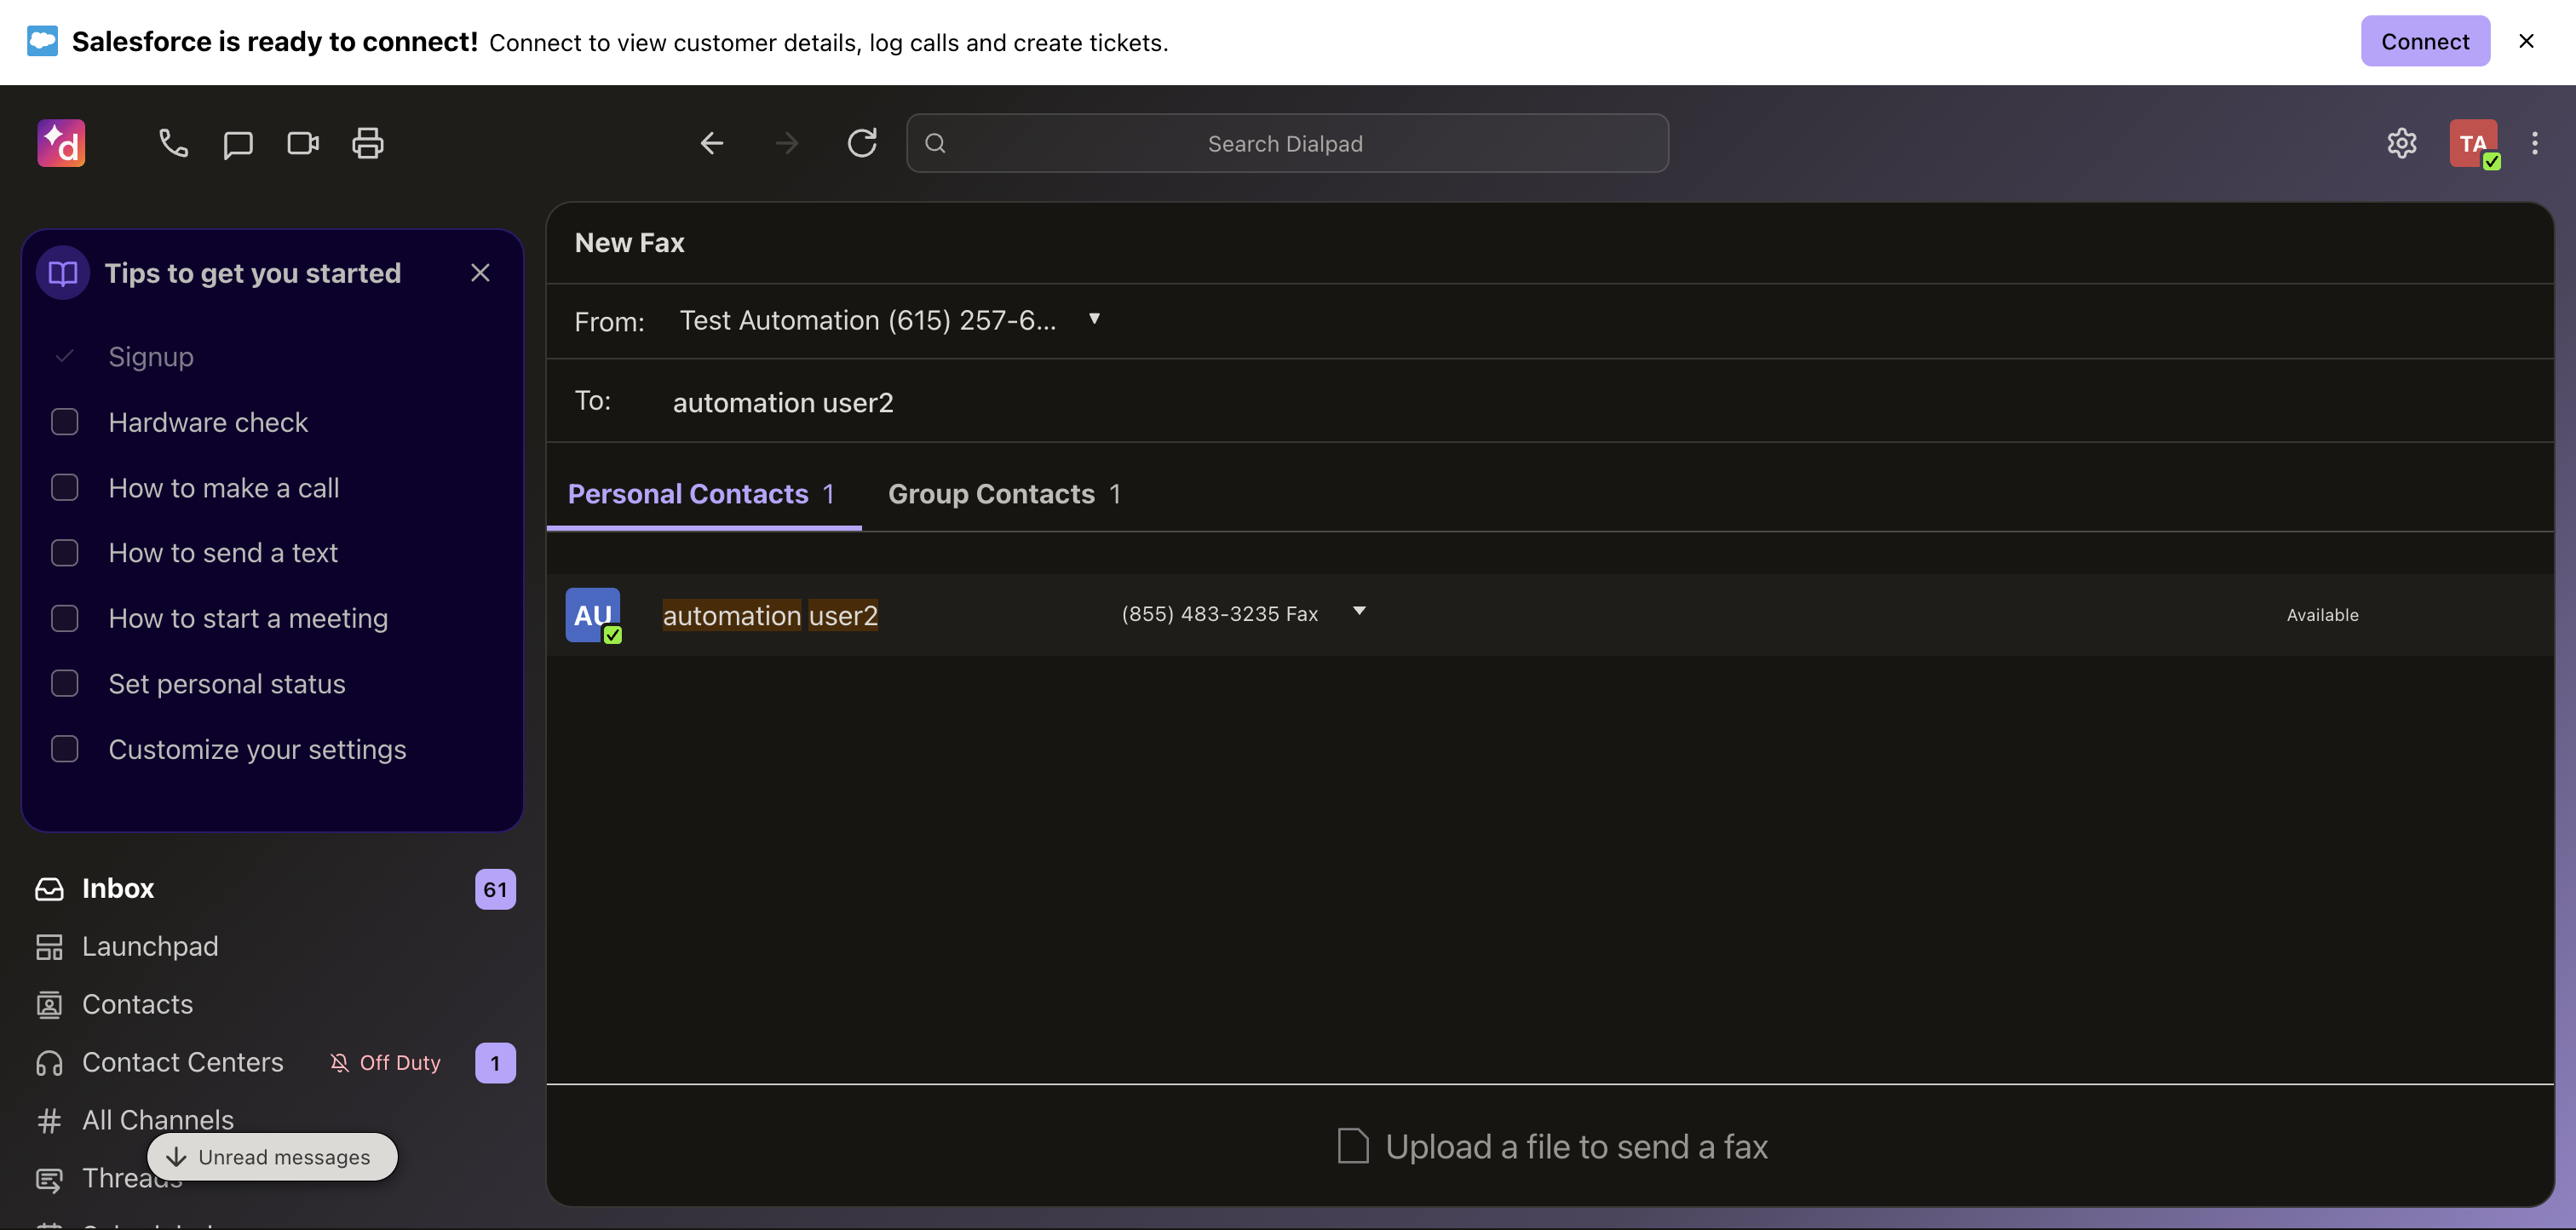 Salesforce is ready to connect! Connect to view customer details, log calls and create tickets.
Connect
d
Search Dialpad
TA
Tips to get you started
Signup
Hardware check
How to make a call
How to send a text
How to start a meeting
Set personal status
Customize your settings
Inbox 61
Launchpad
Contacts
Contact Centers Off Duty 1
All Channels
Unread messages
Threads
New Fax
From: Test Automation (615) 257-6...
To: automation user2
Personal Contacts 1 Group Contacts 1
AU automation user2 (855) 483-3235 Fax Available
Upload a file to send a fax